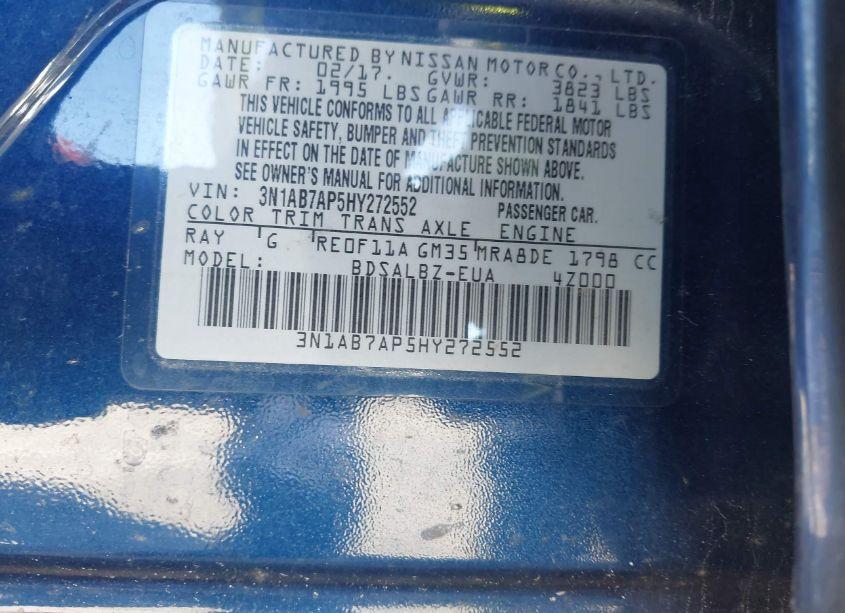 MANUFACTURED BY NISSAN MOTOR CO., LTD.
DATE: 02/17. GVWR: 3823 LBS
GAWR FR: 1995 LBS GAWR RR: 1841 LBS
THIS VEHICLE CONFORMS TO ALL APPLICABLE FEDERAL MOTOR
VEHICLE SAFETY, BUMPER AND THEFT PREVENTION STANDARDS
IN EFFECT ON THE DATE OF MANUFACTURE SHOWN ABOVE.
SEE OWNER'S MANUAL FOR ADDITIONAL INFORMATION.
VIN: 3N1AB7AP5HY272552 PASSENGER CAR.
COLOR TRIM TRANS AXLE ENGINE
RAY G RE0F11A GM35 MRA8DE 1798 CC
MODEL: BDSALBZ-EUA 4Z000
3N1AB7AP5HY272552